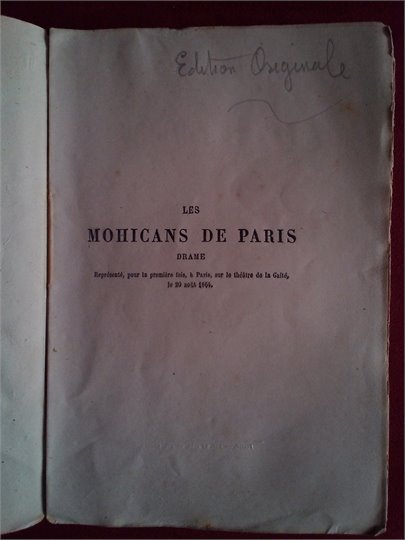 Edition Originale
LES
MOHICANS DE PARIS
DRAME
Représenté, pour la première fois, à Paris, sur le théâtre de la Gaîté,
le 20 août 1864.